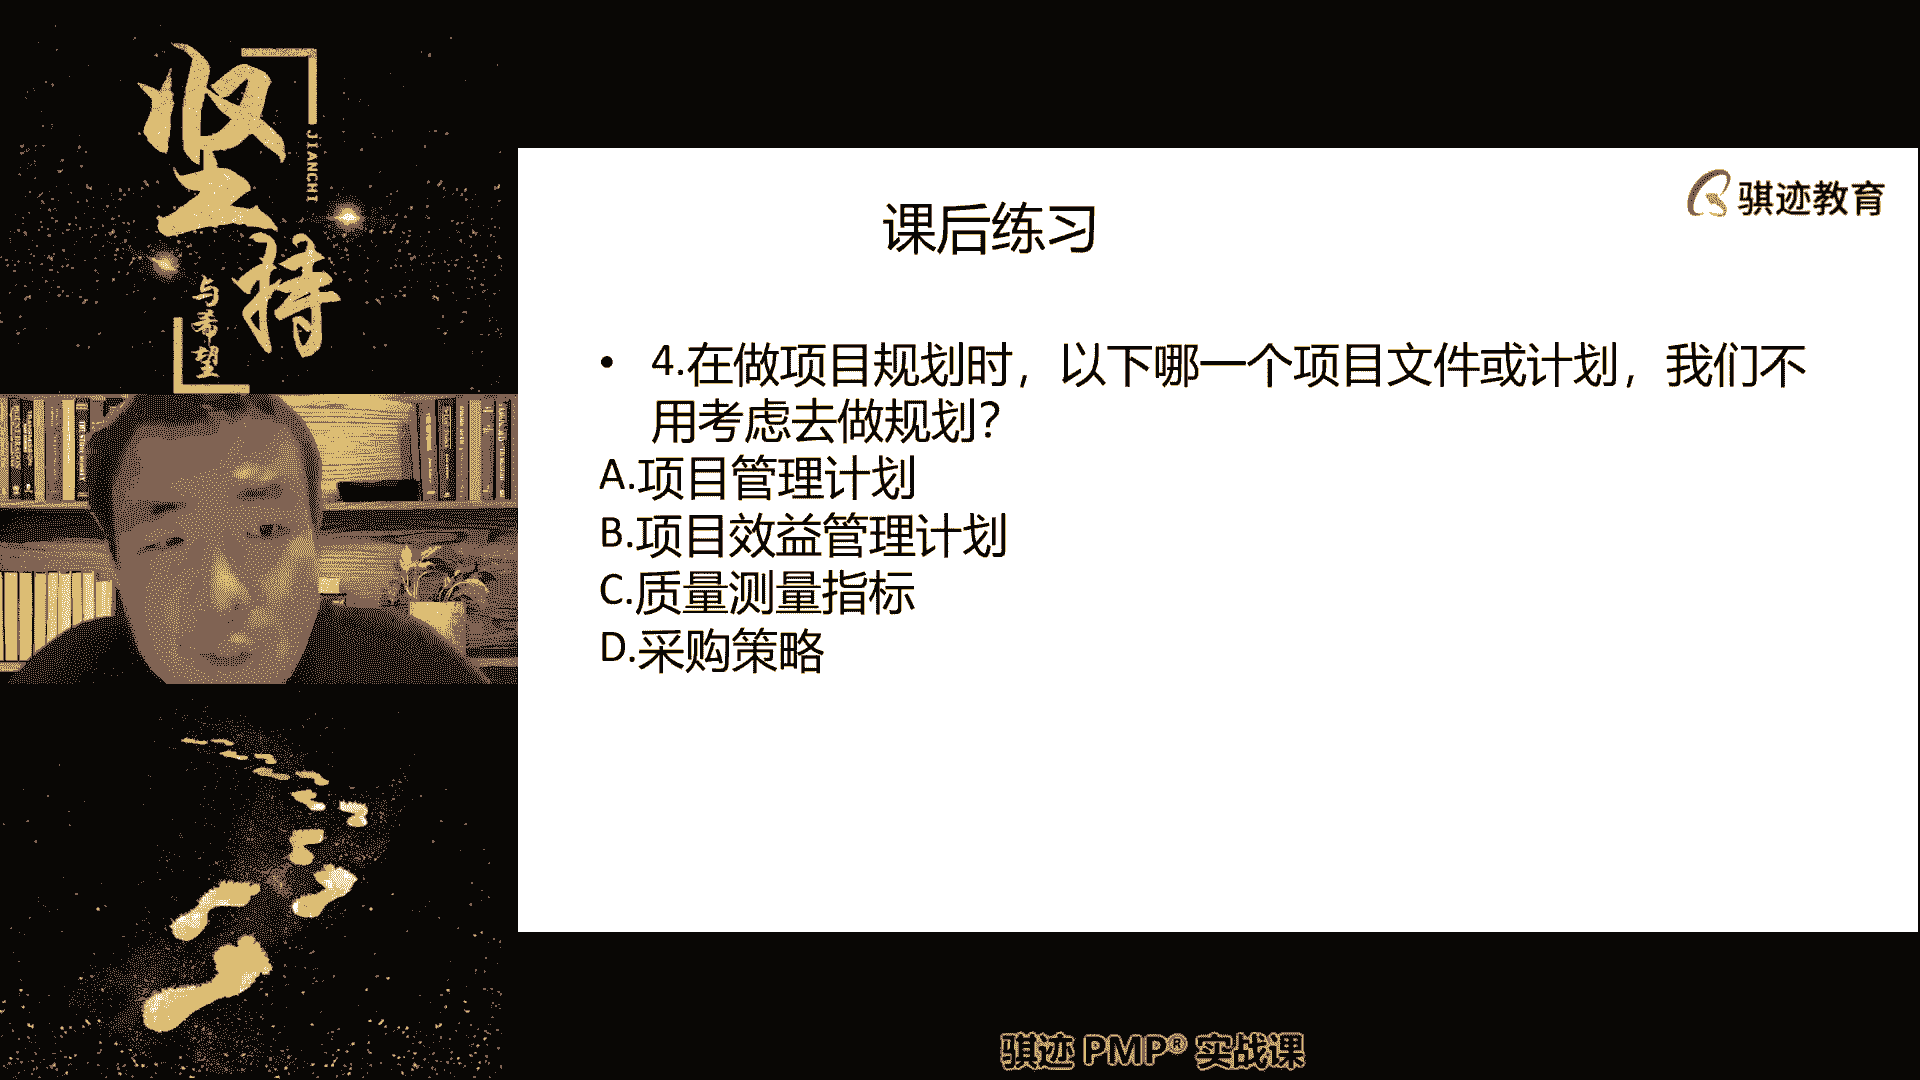 坚持
JIANCHI
与希望
骐迹教育
课后练习
• 4.在做项目规划时，以下哪一个项目文件或计划，我们不
用考虑去做规划？
A.项目管理计划
B.项目效益管理计划
C.质量测量指标
D.采购策略
骐迹 PMP® 实战课